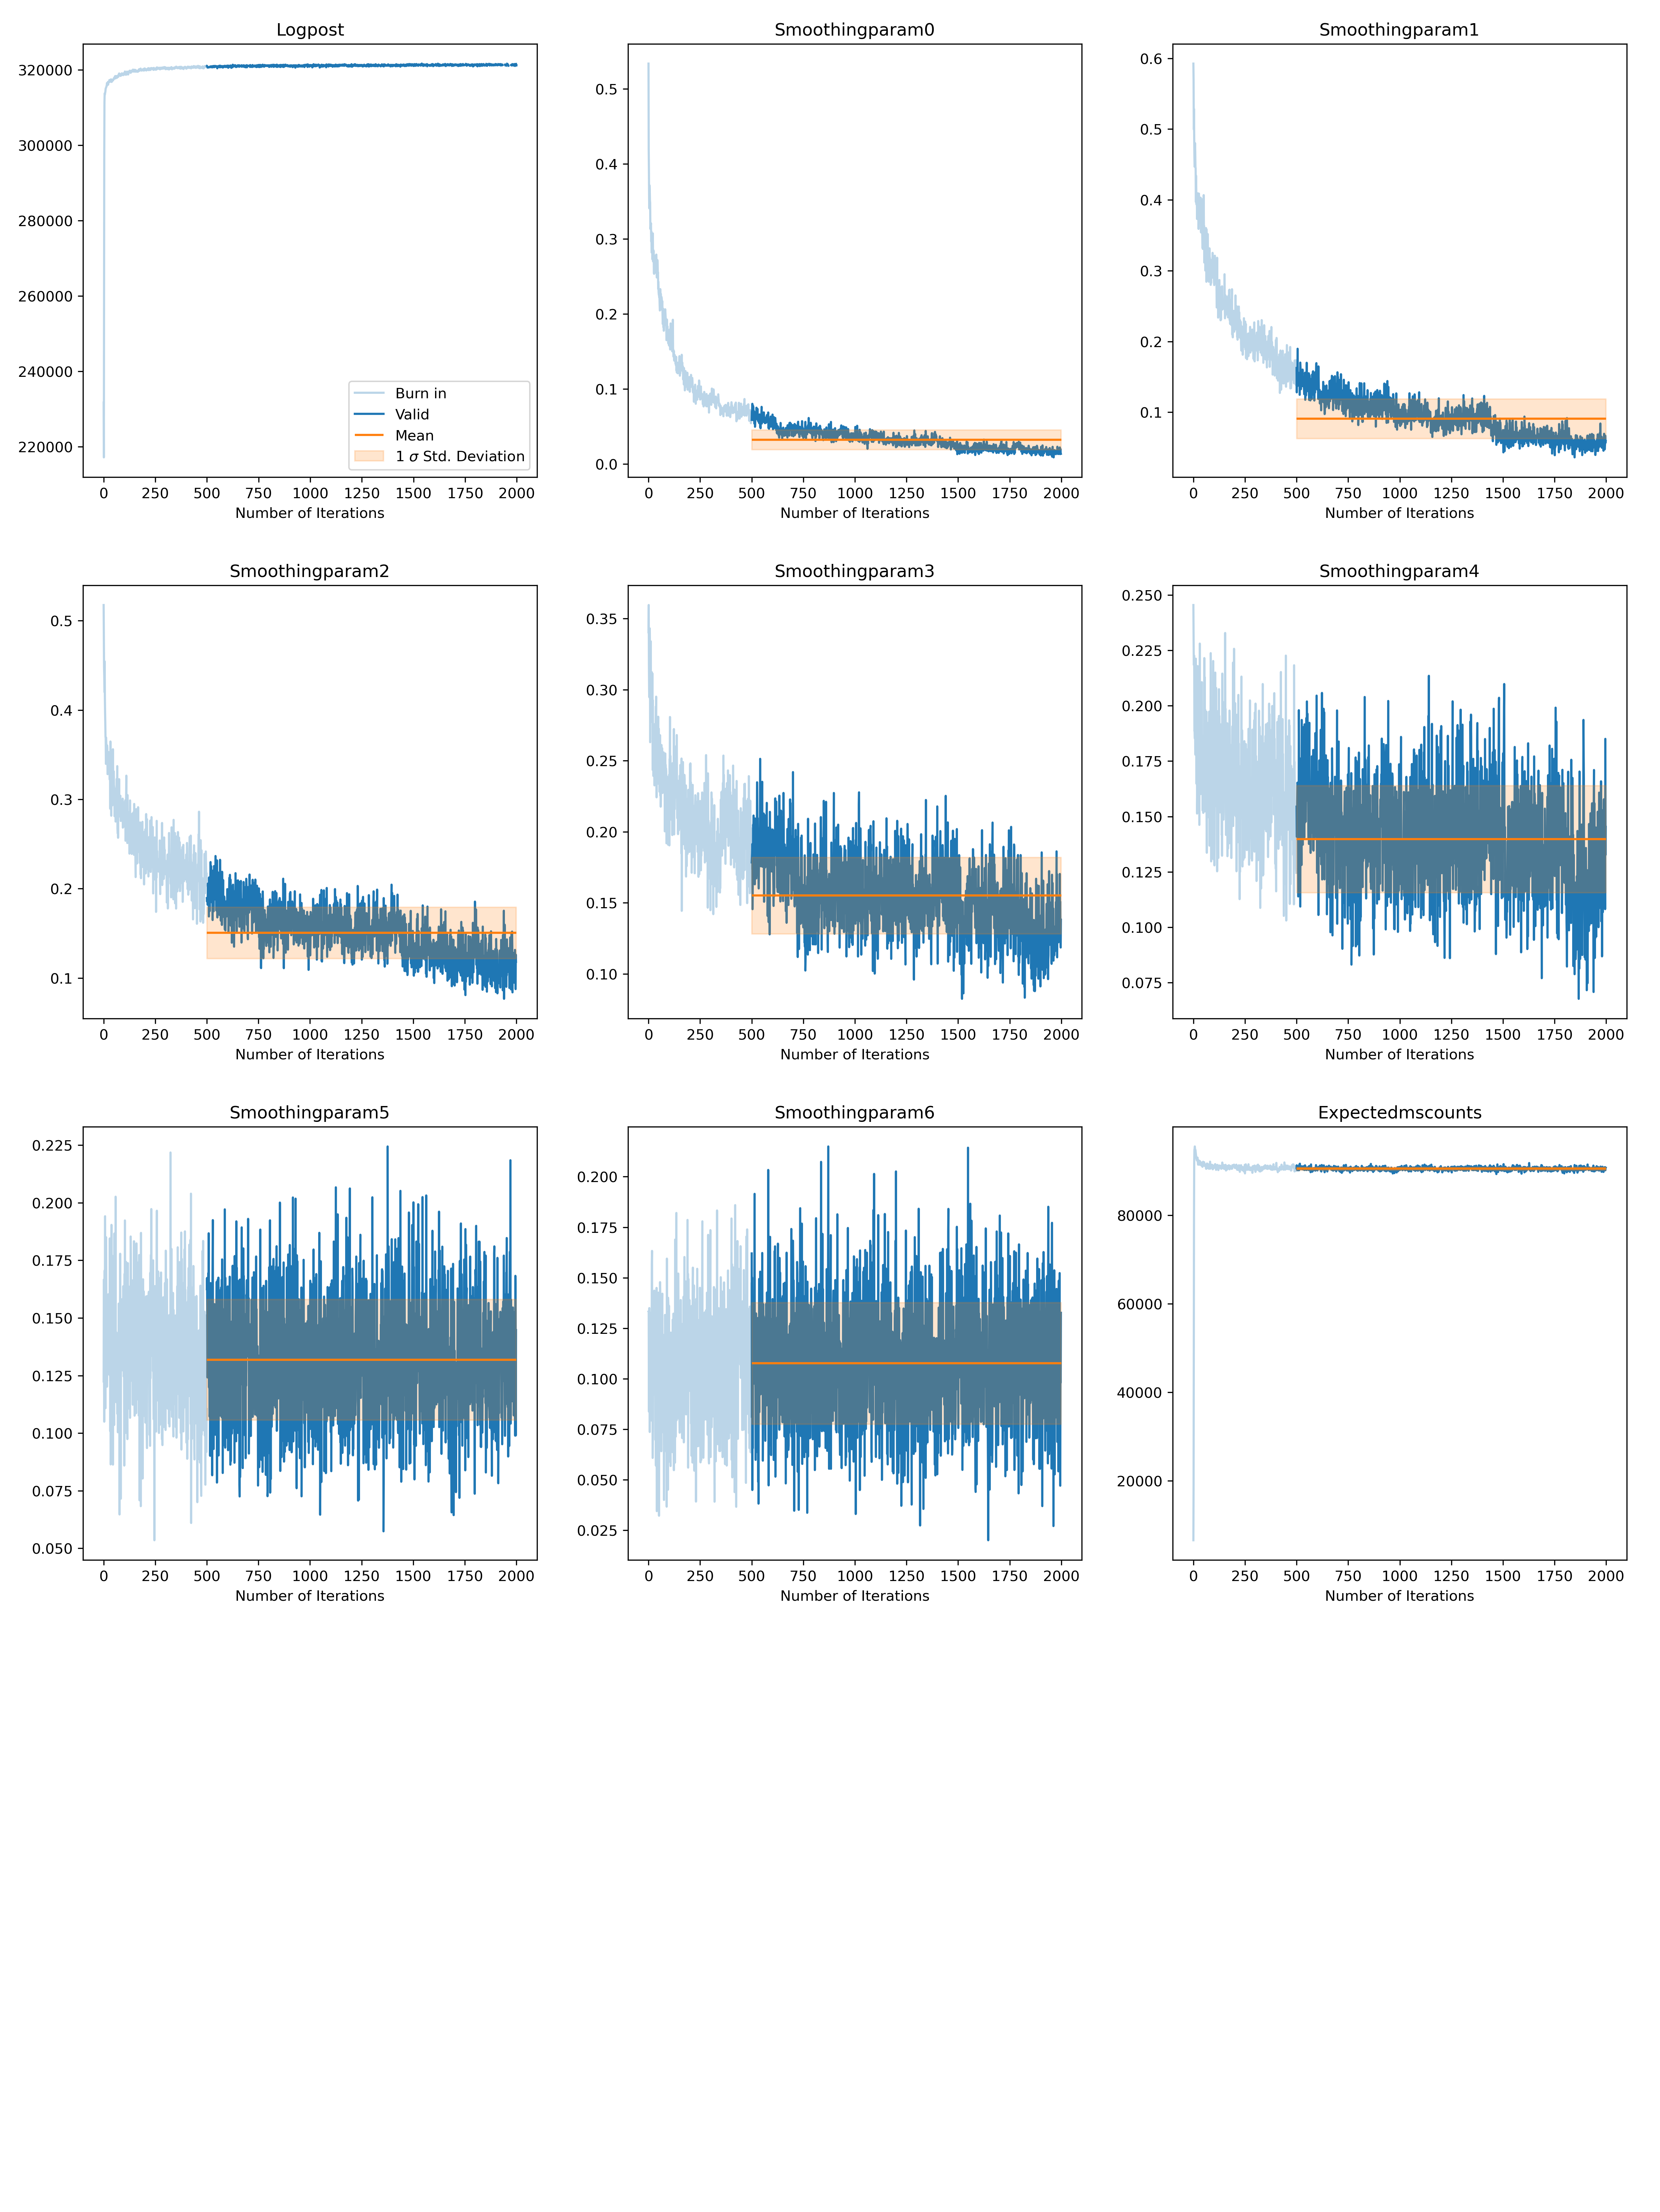 Logpost
320000
300000
280000
260000
240000
220000
Burn in
Valid
Mean
1 σ Std. Deviation
0 250 500 750 1000 1250 1500 1750 2000
Number of Iterations
Smoothingparam0
0.5
0.4
0.3
0.2
0.1
0.0
0 250 500 750 1000 1250 1500 1750 2000
Number of Iterations
Smoothingparam1
0.6
0.5
0.4
0.3
0.2
0.1
0 250 500 750 1000 1250 1500 1750 2000
Number of Iterations
Smoothingparam2
0.5
0.4
0.3
0.2
0.1
0 250 500 750 1000 1250 1500 1750 2000
Number of Iterations
Smoothingparam3
0.35
0.30
0.25
0.20
0.15
0.10
0 250 500 750 1000 1250 1500 1750 2000
Number of Iterations
Smoothingparam4
0.250
0.225
0.200
0.175
0.150
0.125
0.100
0.075
0 250 500 750 1000 1250 1500 1750 2000
Number of Iterations
Smoothingparam5
0.225
0.200
0.175
0.150
0.125
0.100
0.075
0.050
0 250 500 750 1000 1250 1500 1750 2000
Number of Iterations
Smoothingparam6
0.200
0.175
0.150
0.125
0.100
0.075
0.050
0.025
0 250 500 750 1000 1250 1500 1750 2000
Number of Iterations
Expectedmscounts
80000
60000
40000
20000
0 250 500 750 1000 1250 1500 1750 2000
Number of Iterations